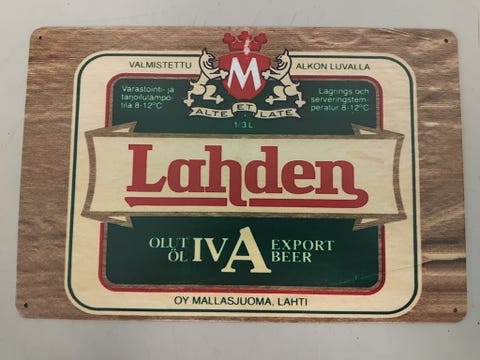 VALMISTETTU ALKON LUVALLA
M
Varastointi- ja
tarjoilulämpö-
tila 8-12°C
Lagrings och
serveringstem-
peratur 8-12°C
ALTE ET LATE
1/3 L
Lahden
OLUT IVA EXPORT
ÖL BEER
OY MALLASJUOMA, LAHTI